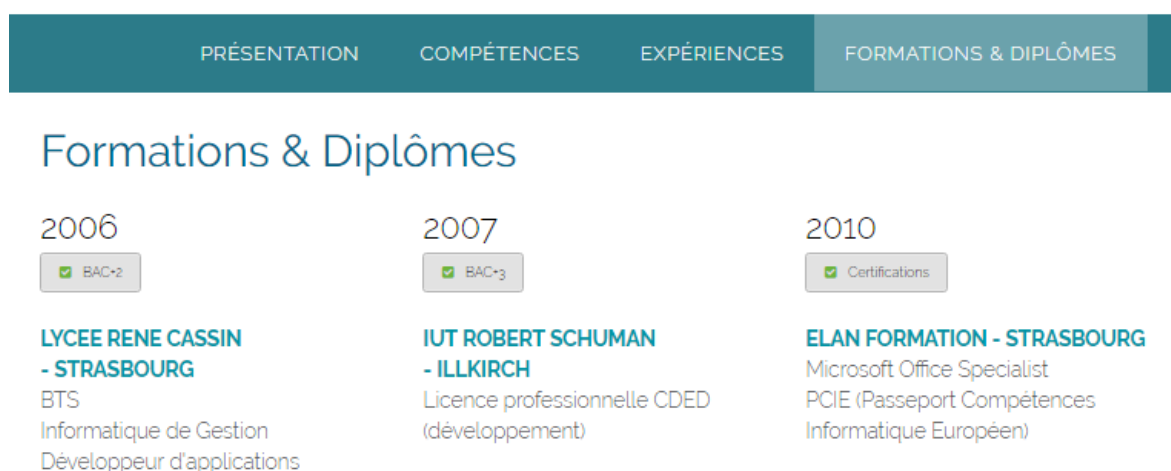 PRÉSENTATION COMPÉTENCES EXPÉRIENCES FORMATIONS & DIPLÔMES
Formations & Diplômes
2006
BAC+2
LYCEE RENE CASSIN
- STRASBOURG
BTS
Informatique de Gestion
Développeur d'applications
2007
BAC+3
IUT ROBERT SCHUMAN
- ILLKIRCH
Licence professionnelle CDED
(développement)
2010
Certifications
ELAN FORMATION - STRASBOURG
Microsoft Office Specialist
PCIE (Passeport Compétences
Informatique Européen)